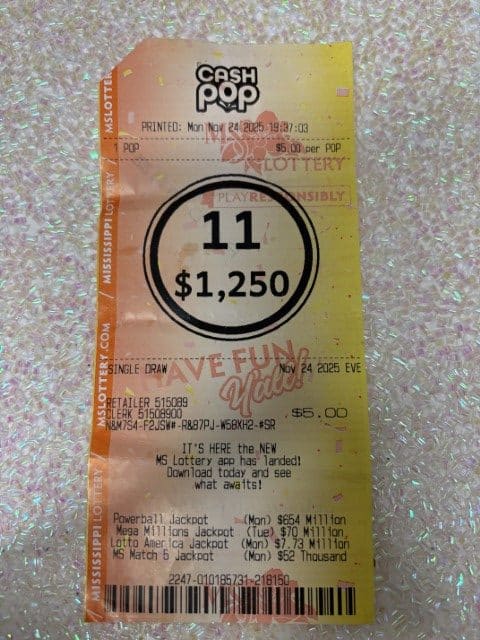 CASH
POP
PRINTED: Mon Nov 24 2025 19:37:03
1 POP $5.00 per POP
LOTTERY
PLAY RESPONSIBLY
11
$1,250
SINGLE DRAW Nov 24 2025 EVE
HAVE FUN
Y'all!
RETAILER 515089
CLERK 51508900
$5.00
IT'S HERE the NEW
MS Lottery app has landed!
Download today and see
what awaits!
Powerball Jackpot (Mon) $654 Million
Mega Millions Jackpot (Tue) $70 Million
Lotto America Jackpot (Mon) $7.73 Million
MS Match 5 Jackpot (Mon) $52 Thousand
2247-010185731-218150
MISSISSIPPI LOTTERY / MSLOTTERY.COM / MISSISSIPPI LOTTERY / MSLOTTER